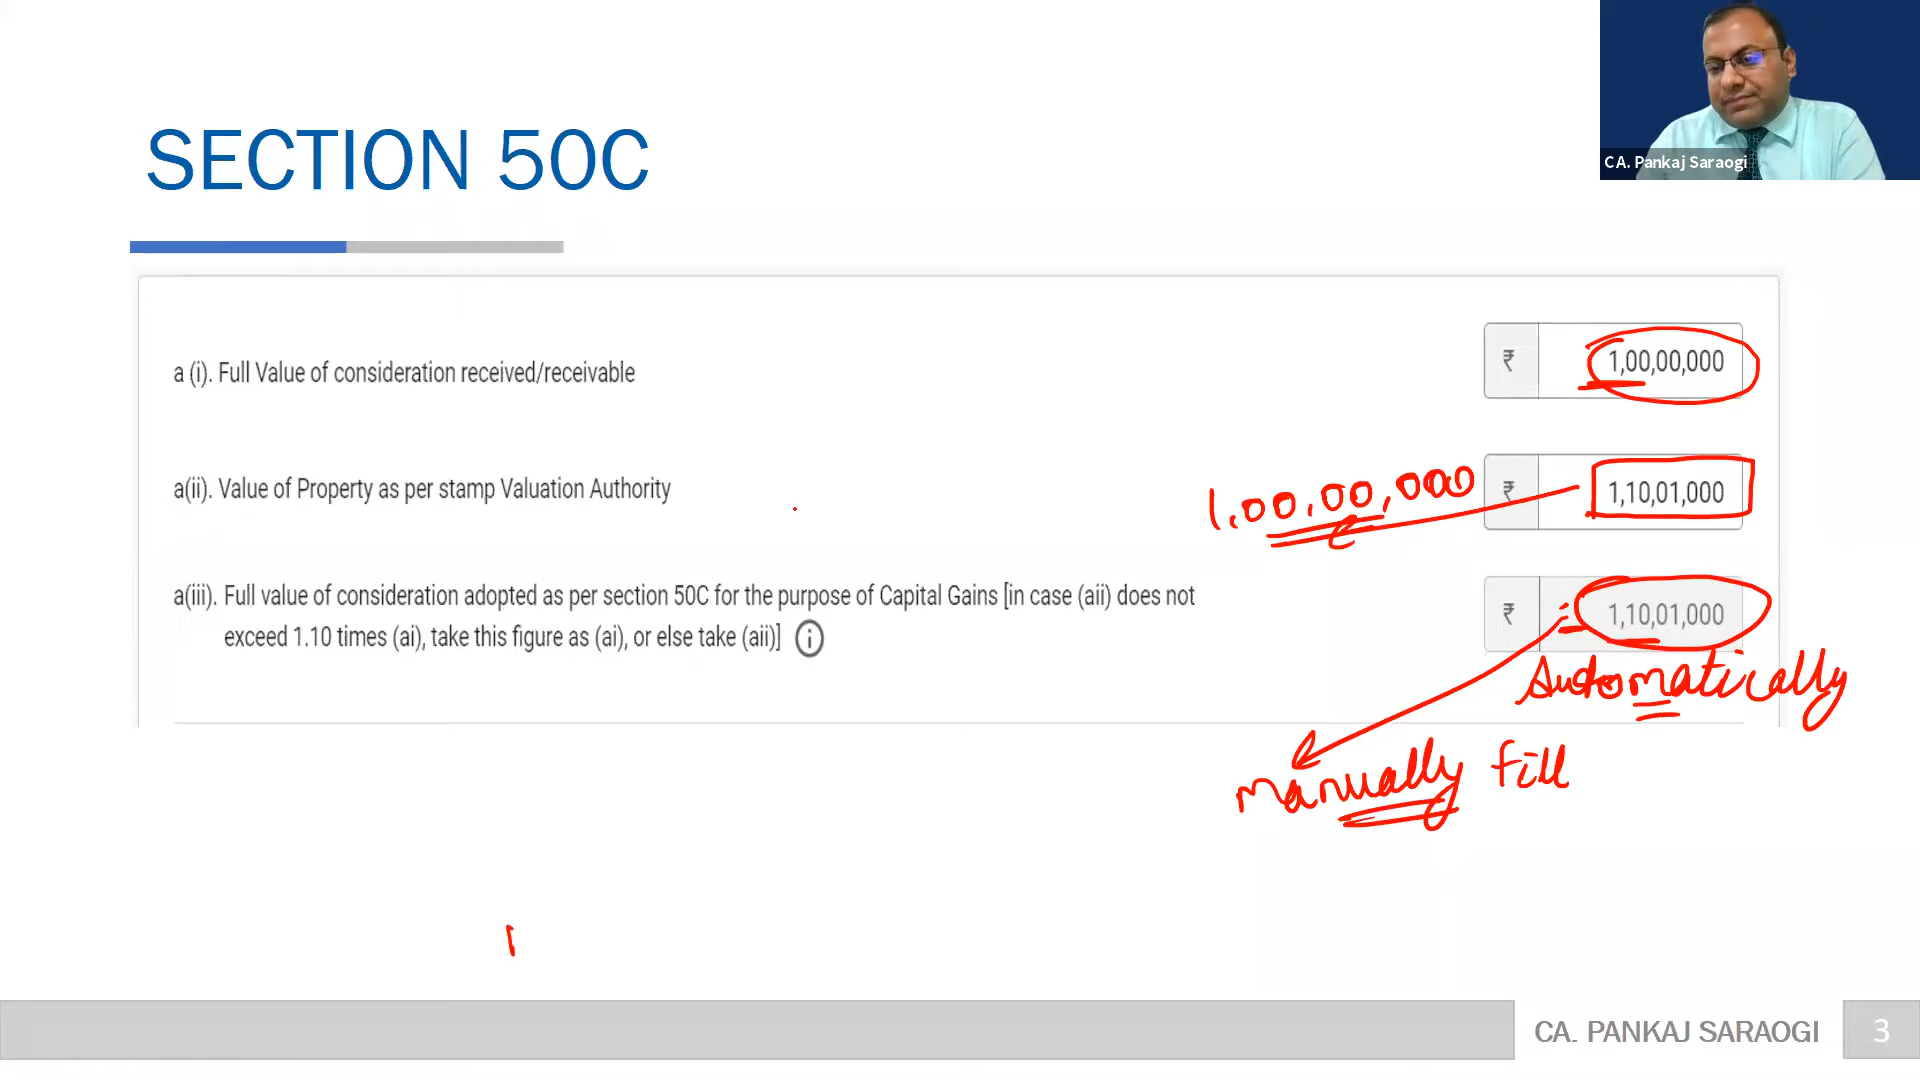 CA. Pankaj Saraogi
SECTION 50C
a (i). Full Value of consideration received/receivable
₹ 1,00,00,000
a(ii). Value of Property as per stamp Valuation Authority
1,00,00,000
₹ 1,10,01,000
a(iii). Full value of consideration adopted as per section 50C for the purpose of Capital Gains [in case (aii) does not
exceed 1.10 times (ai), take this figure as (ai), or else take (aii)]
₹ 1,10,01,000
Automatically
manually fill
CA. PANKAJ SARAOGI
3